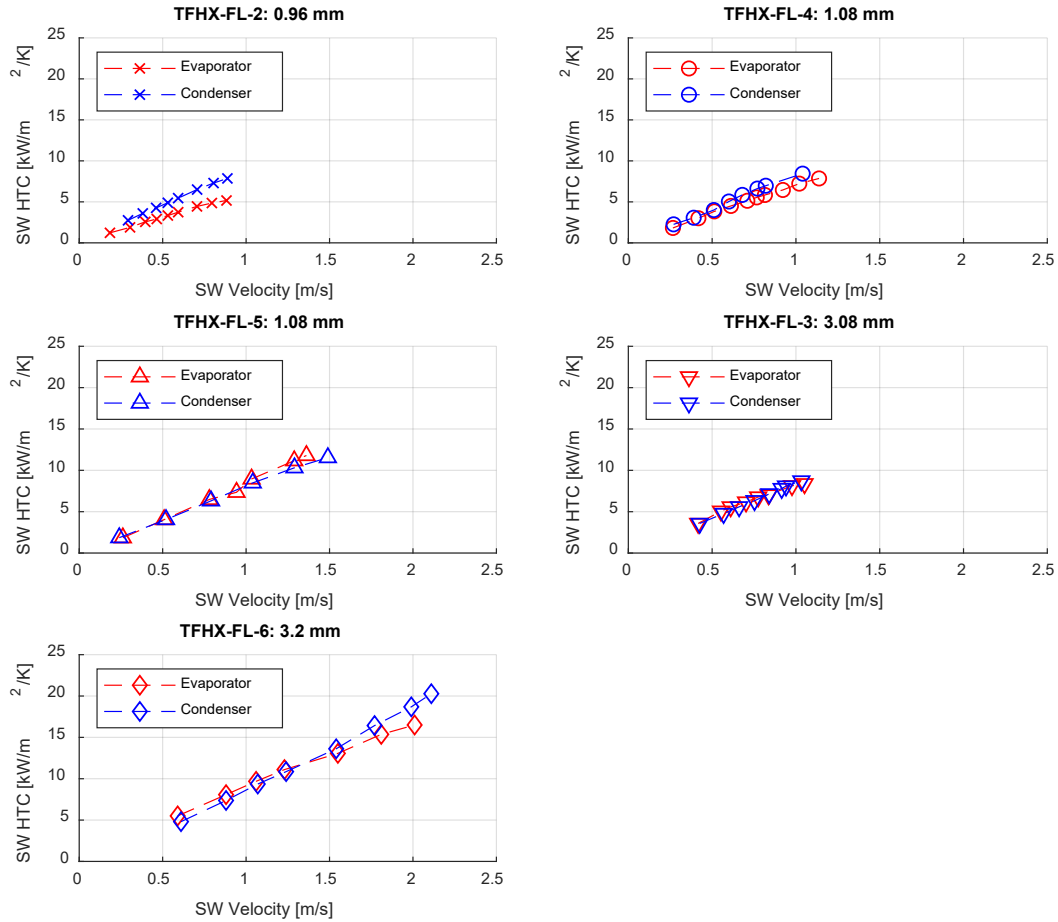 TFHX-FL-2: 0.96 mm
SW HTC [kW/m 2/K]
25
20
15
10
5
0
Evaporator
Condenser
0 0.5 1 1.5 2 2.5
SW Velocity [m/s]
TFHX-FL-4: 1.08 mm
SW HTC [kW/m 2/K]
25
20
15
10
5
0
Evaporator
Condenser
0 0.5 1 1.5 2 2.5
SW Velocity [m/s]
TFHX-FL-5: 1.08 mm
SW HTC [kW/m 2/K]
25
20
15
10
5
0
Evaporator
Condenser
0 0.5 1 1.5 2 2.5
SW Velocity [m/s]
TFHX-FL-3: 3.08 mm
SW HTC [kW/m 2/K]
25
20
15
10
5
0
Evaporator
Condenser
0 0.5 1 1.5 2 2.5
SW Velocity [m/s]
TFHX-FL-6: 3.2 mm
SW HTC [kW/m 2/K]
25
20
15
10
5
0
Evaporator
Condenser
0 0.5 1 1.5 2 2.5
SW Velocity [m/s]